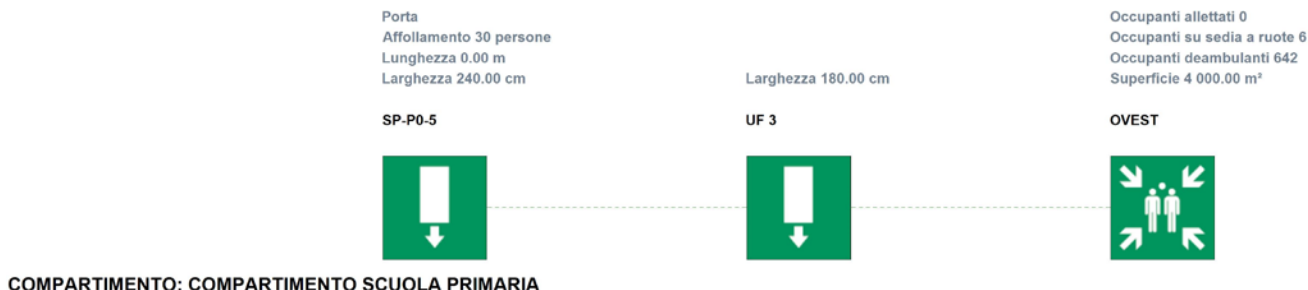 Porta
Affollamento 30 persone
Lunghezza 0.00 m
Larghezza 240.00 cm
SP-P0-5
Larghezza 180.00 cm
UF 3
Occupanti allettati 0
Occupanti su sedia a ruote 6
Occupanti deambulanti 642
Superficie 4 000.00 m²
OVEST
COMPARTIMENTO: COMPARTIMENTO SCUOLA PRIMARIA